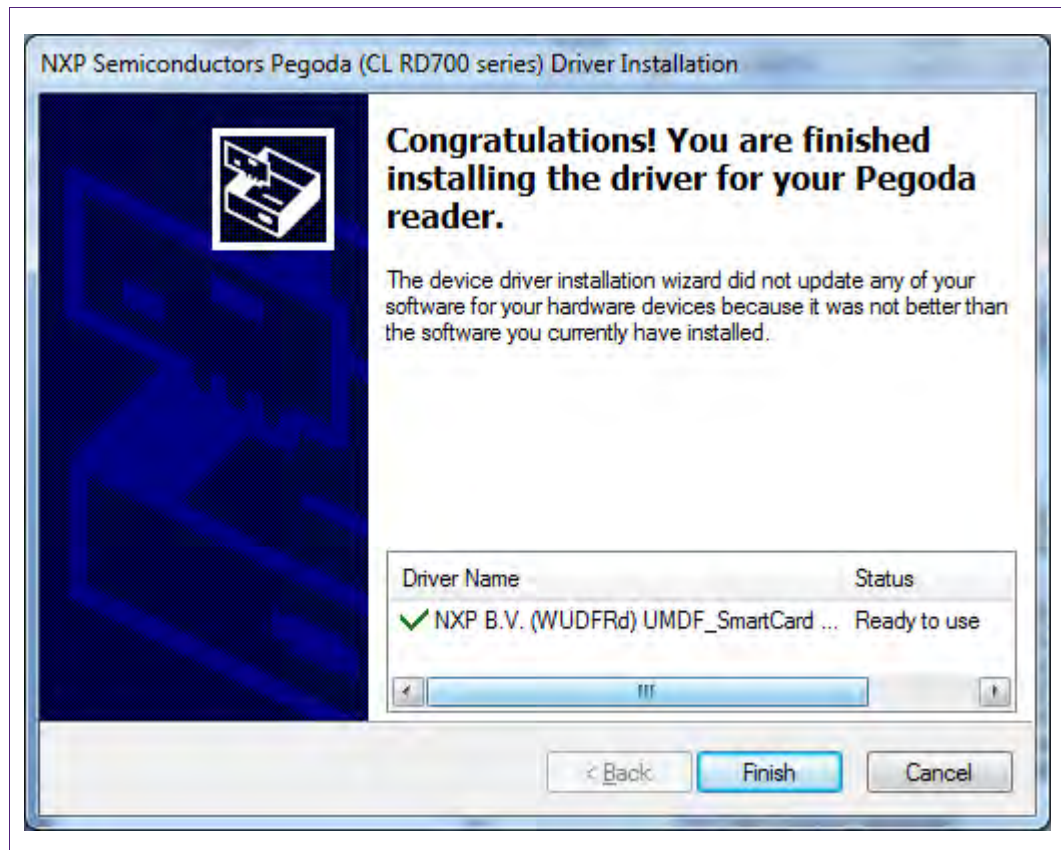 NXP Semiconductors Pegoda (CL RD700 series) Driver Installation
Congratulations! You are finished
installing the driver for your Pegoda
reader.
The device driver installation wizard did not update any of your
software for your hardware devices because it was not better than
the software you currently have installed.
Driver Name Status
NXP B.V. (WUDFRd) UMDF_SmartCard ... Ready to use
< Back Finish Cancel